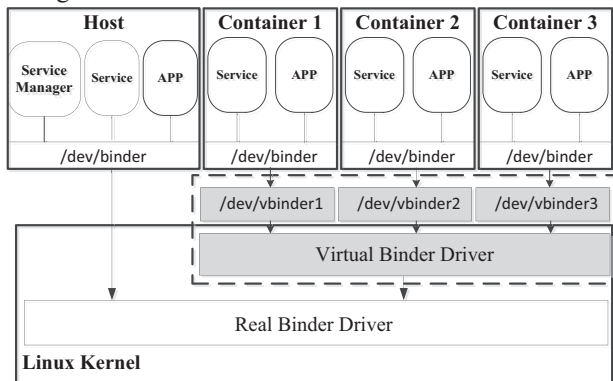 Host Container 1 Container 2 Container 3
Service Manager Service APP Service APP Service APP Service APP
/dev/binder /dev/binder /dev/binder /dev/binder
/dev/vbinder1 /dev/vbinder2 /dev/vbinder3
Virtual Binder Driver
Real Binder Driver
Linux Kernel